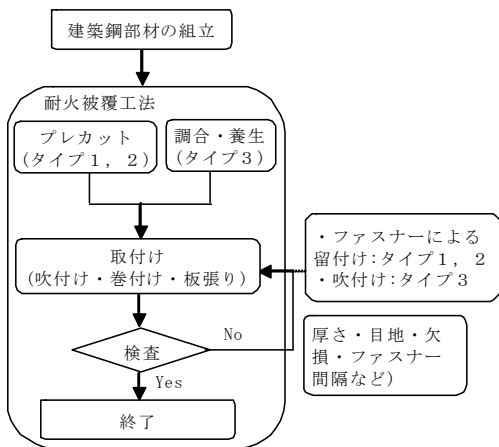 建築鋼部材の組立
耐火被覆工法
プレカット
(タイプ１, ２)
調合・養生
(タイプ３)
取付け
(吹付け・巻付け・板張り)
・ファスナーによる
留付け：タイプ１, ２
・吹付け：タイプ３
検査
No
Yes
厚さ・目地・欠
損・ファスナー
間隔など)
終了